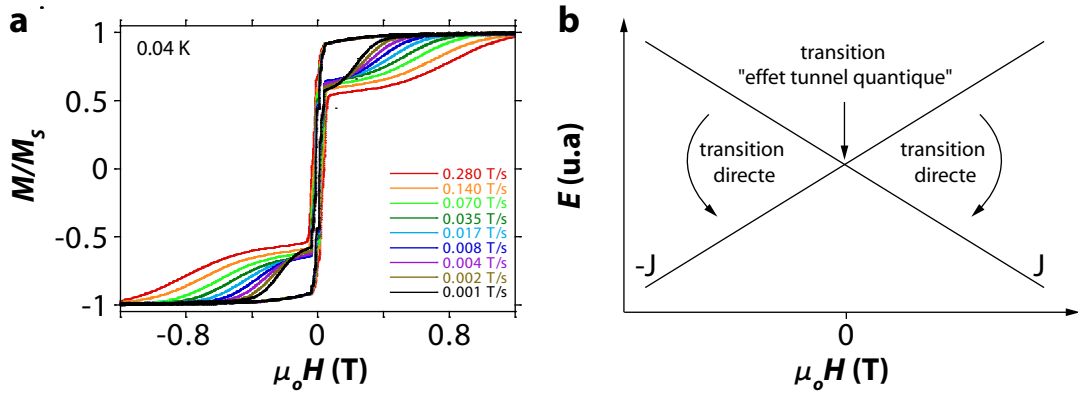 a
0.04 K
1
0.5
0
-0.5
-1
M/Ms
0.280 T/s
0.140 T/s
0.070 T/s
0.035 T/s
0.017 T/s
0.008 T/s
0.004 T/s
0.002 T/s
0.001 T/s
-0.8
0
0.8
μoH (T)
b
E (u.a)
transition
"effet tunnel quantique"
transition
directe
transition
directe
-J
J
0
μoH (T)